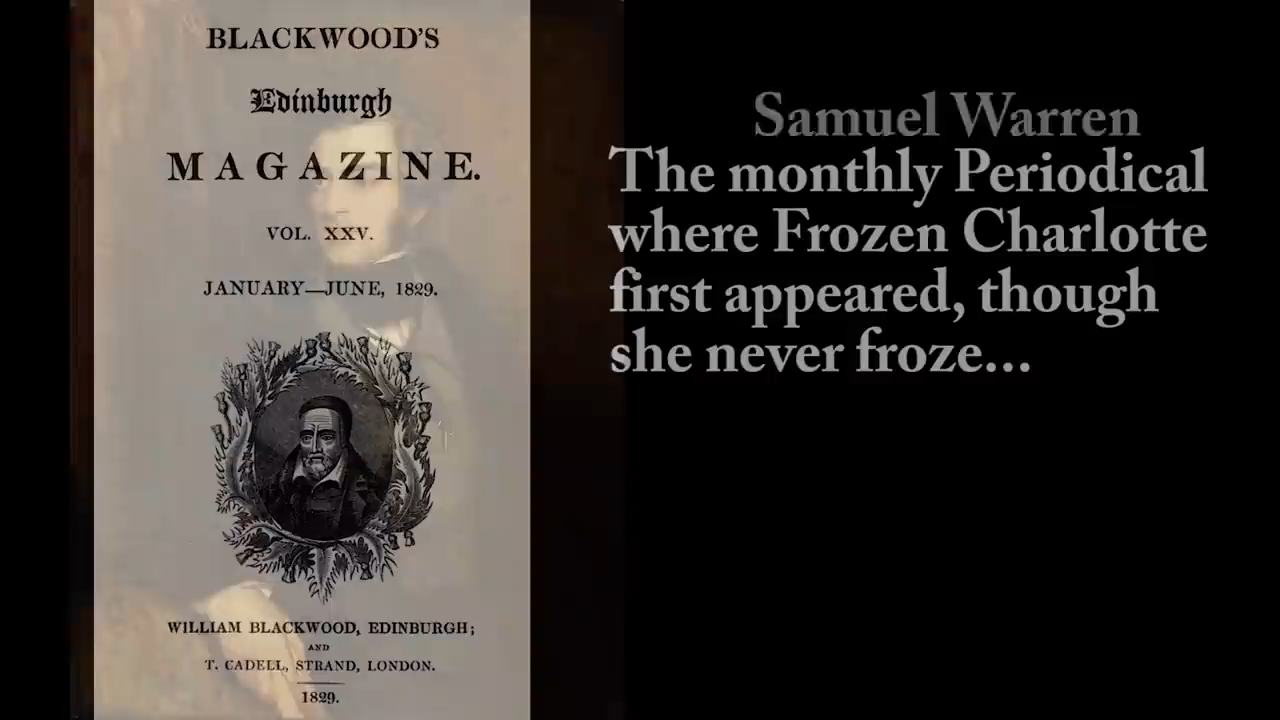 BLACKWOOD'S
Edinburgh
MAGAZINE.
VOL. XXV.
JANUARY—JUNE, 1829.
WILLIAM BLACKWOOD, EDINBURGH;
AND
T. CADELL, STRAND, LONDON.
1829.
Samuel Warren
The monthly Periodical
where Frozen Charlotte
first appeared, though
she never froze...